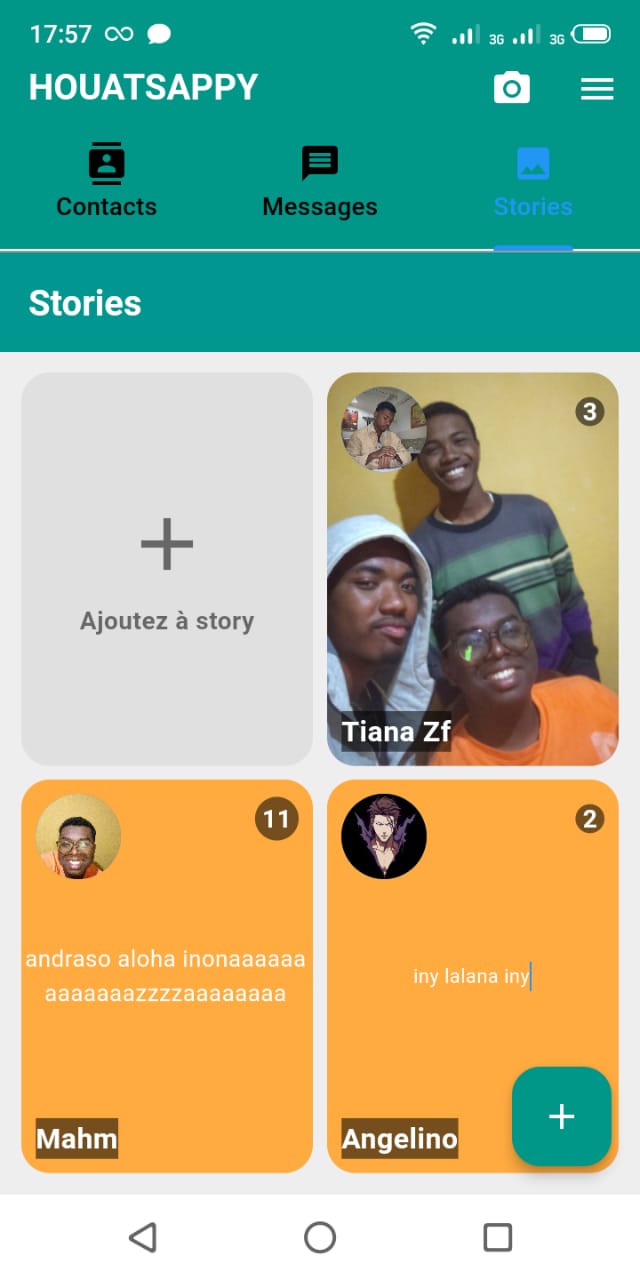 17:57
3G
3G
HOUATSAPPY
Contacts
Messages
Stories
Stories
Ajoutez à story
3
Tiana Zf
11
andraso aloha inonaaaaaa
aaaaaaazzzzaaaaaaaa
Mahm
2
iny lalana iny
Angelino